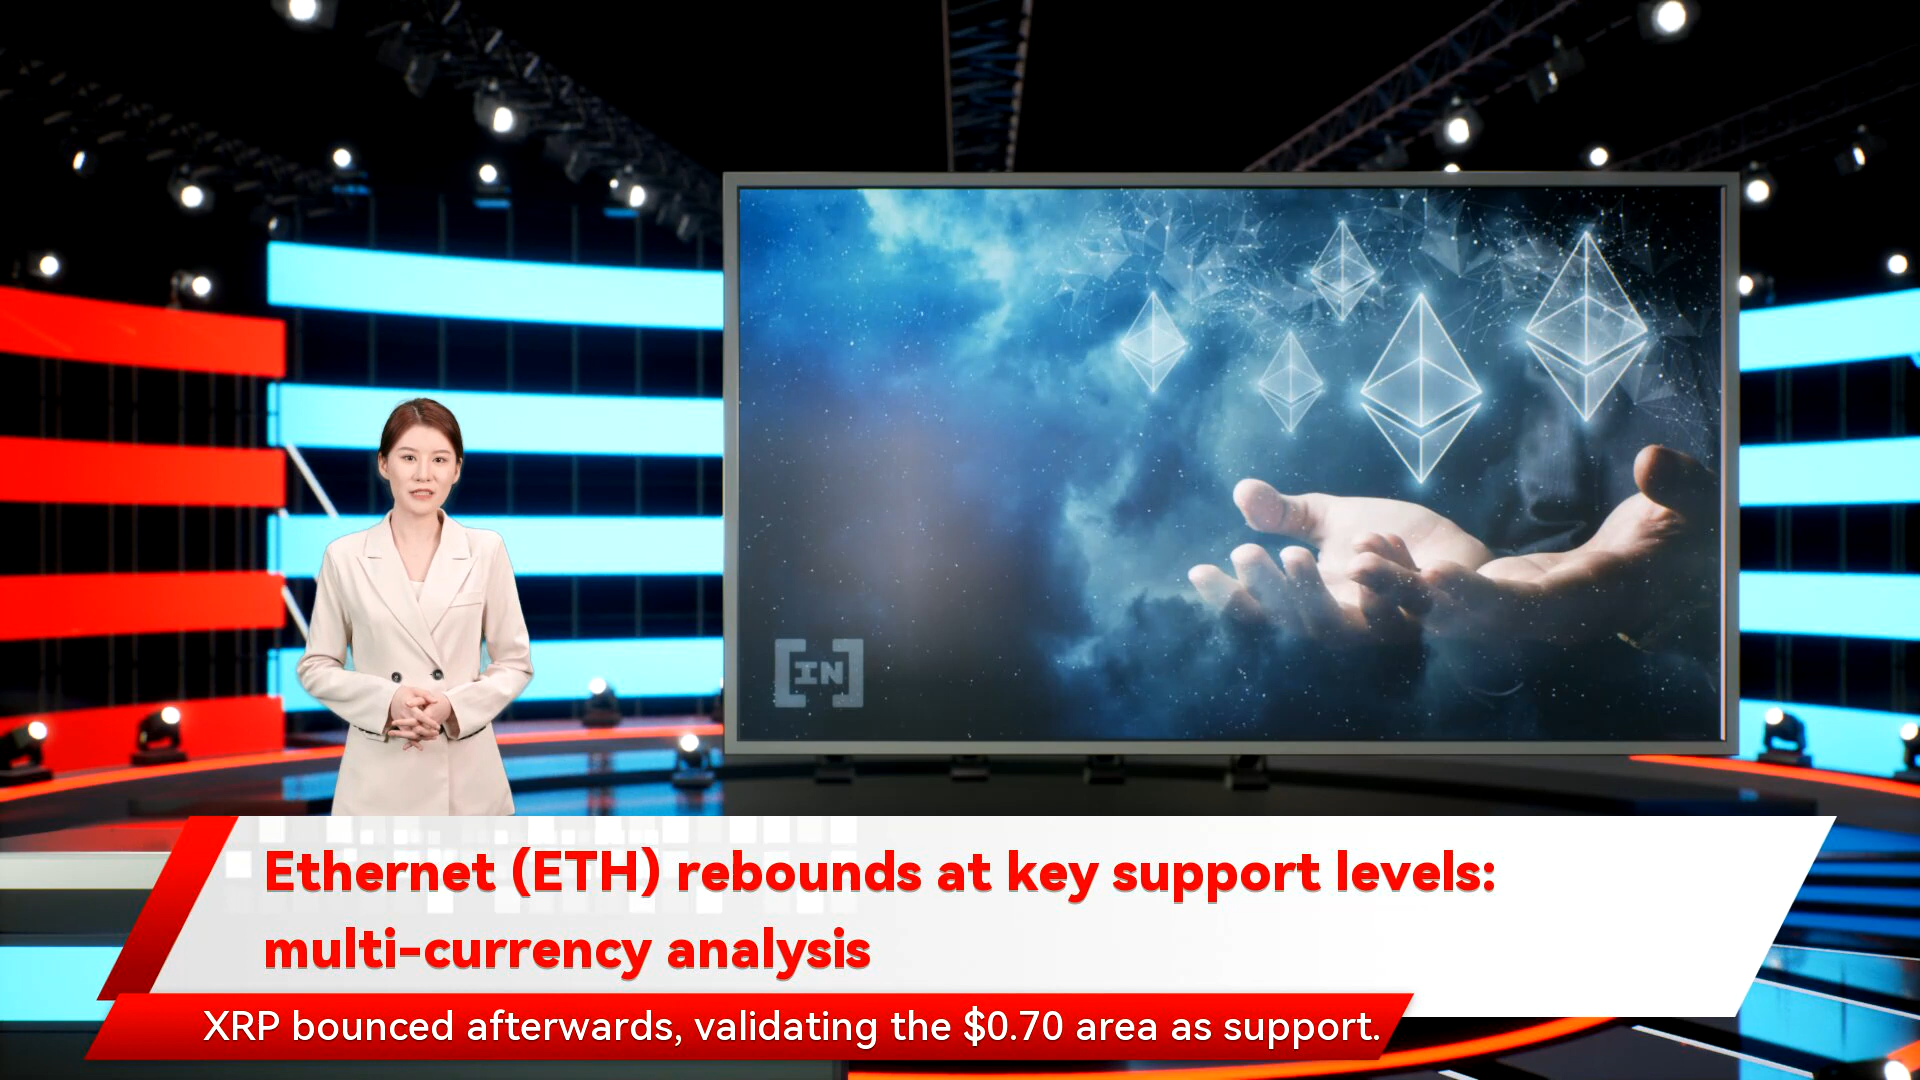 [IN]
Ethernet (ETH) rebounds at key support levels:
multi-currency analysis
XRP bounced afterwards, validating the $0.70 area as support.